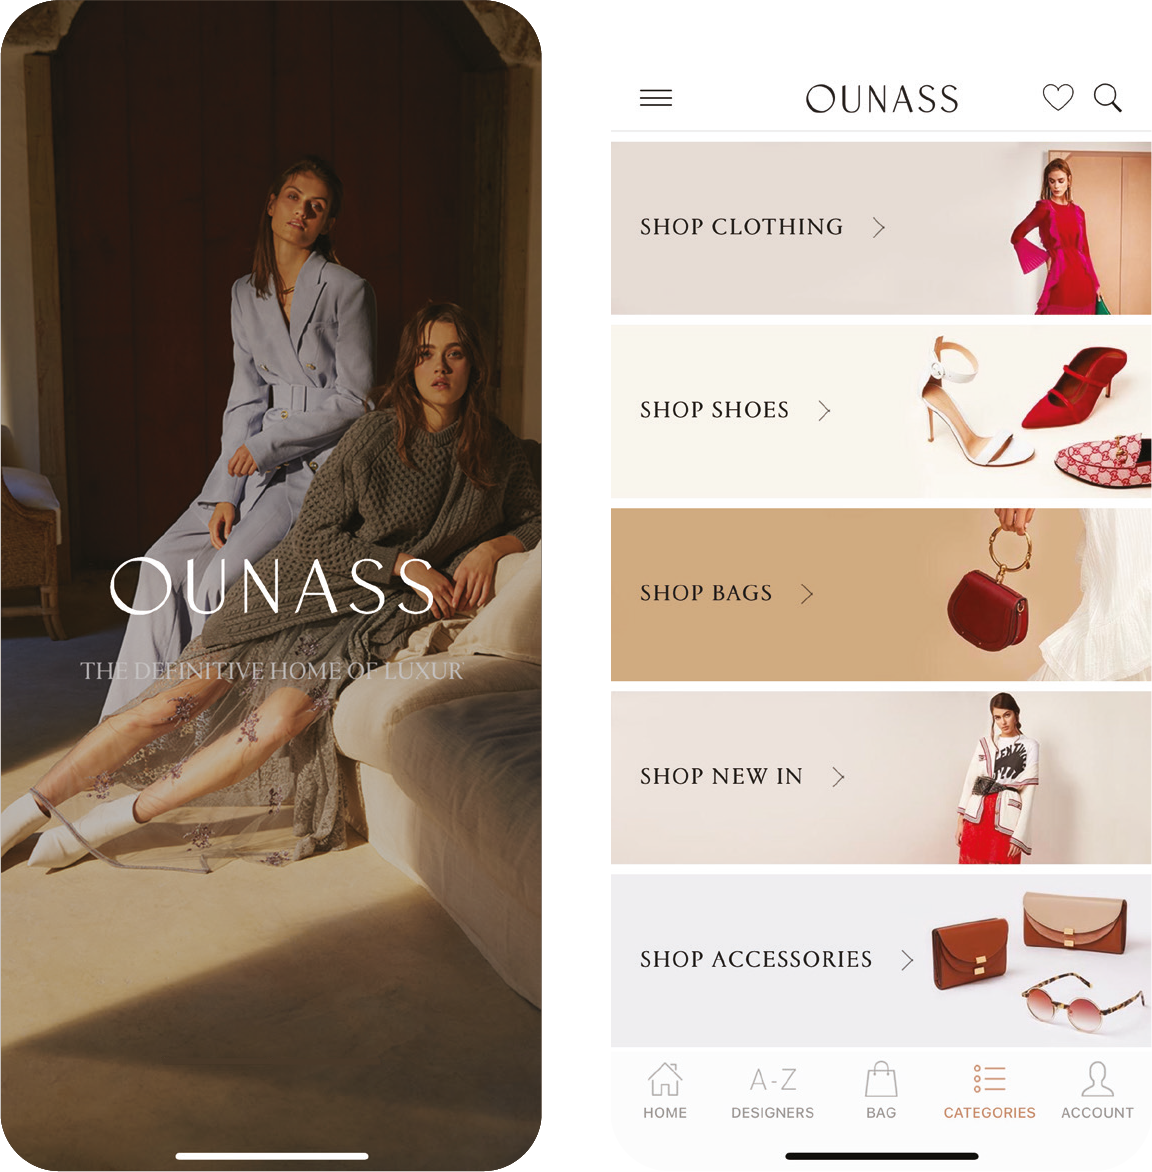 OUNASS
THE DEFINITIVE HOME OF LUXUR
OUNASS
SHOP CLOTHING
SHOP SHOES
SHOP BAGS
SHOP NEW IN
SHOP ACCESSORIES
A-Z
HOME DESIGNERS BAG CATEGORIES ACCOUNT